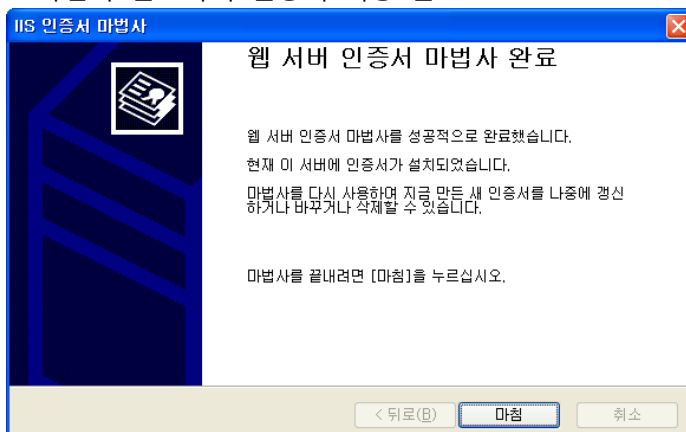 IIS 인증서 마법사
웹 서버 인증서 마법사 완료
웹 서버 인증서 마법사를 성공적으로 완료했습니다.
현재 이 서버에 인증서가 설치되었습니다.
마법사를 다시 사용하여 지금 만든 새 인증서를 나중에 갱신
하거나 바꾸거나 삭제할 수 있습니다.
마법사를 끝내려면 [마침]을 누르십시오.
< 뒤로(B) 마침 취소